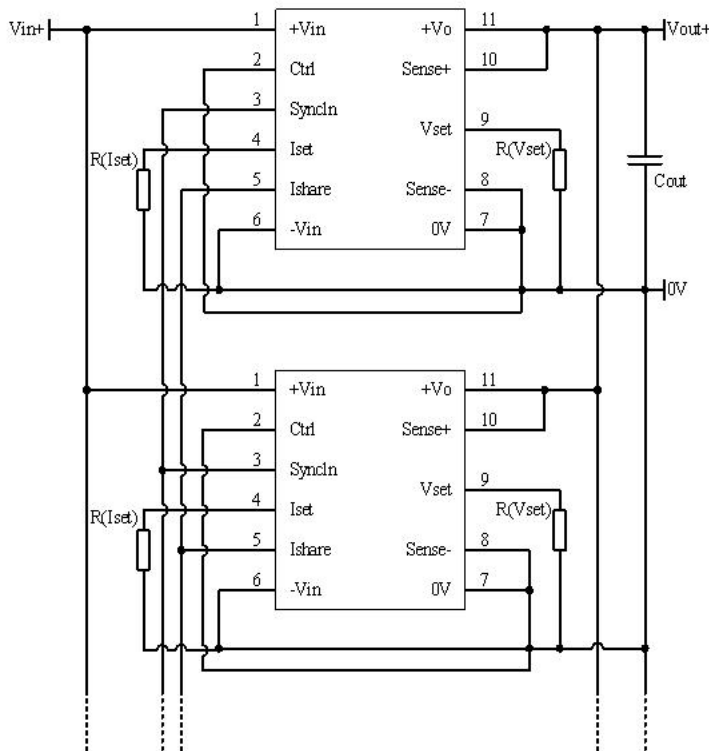 Vin+
1
+Vin
+Vo
11
Vout+
2
Ctrl
Sense+
10
3
SyncIn
Vset
9
4
Iset
R(Iset)
R(Vset)
5
Ishare
Sense-
8
Cout
6
-Vin
0V
7
0V
1
+Vin
+Vo
11
2
Ctrl
Sense+
10
3
SyncIn
Vset
9
4
Iset
R(Iset)
R(Vset)
5
Ishare
Sense-
8
6
-Vin
0V
7